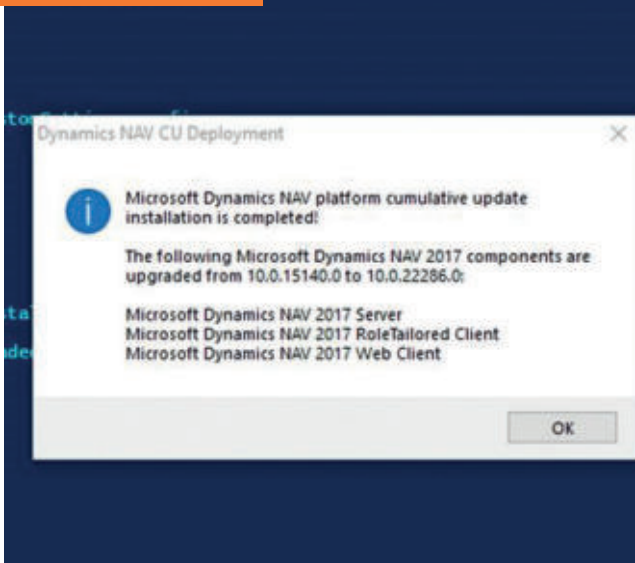 Dynamics NAV CU Deployment
Microsoft Dynamics NAV platform cumulative update
installation is completed!
The following Microsoft Dynamics NAV 2017 components are
upgraded from 10.0.15140.0 to 10.0.22286.0:
Microsoft Dynamics NAV 2017 Server
Microsoft Dynamics NAV 2017 RoleTailored Client
Microsoft Dynamics NAV 2017 Web Client
OK